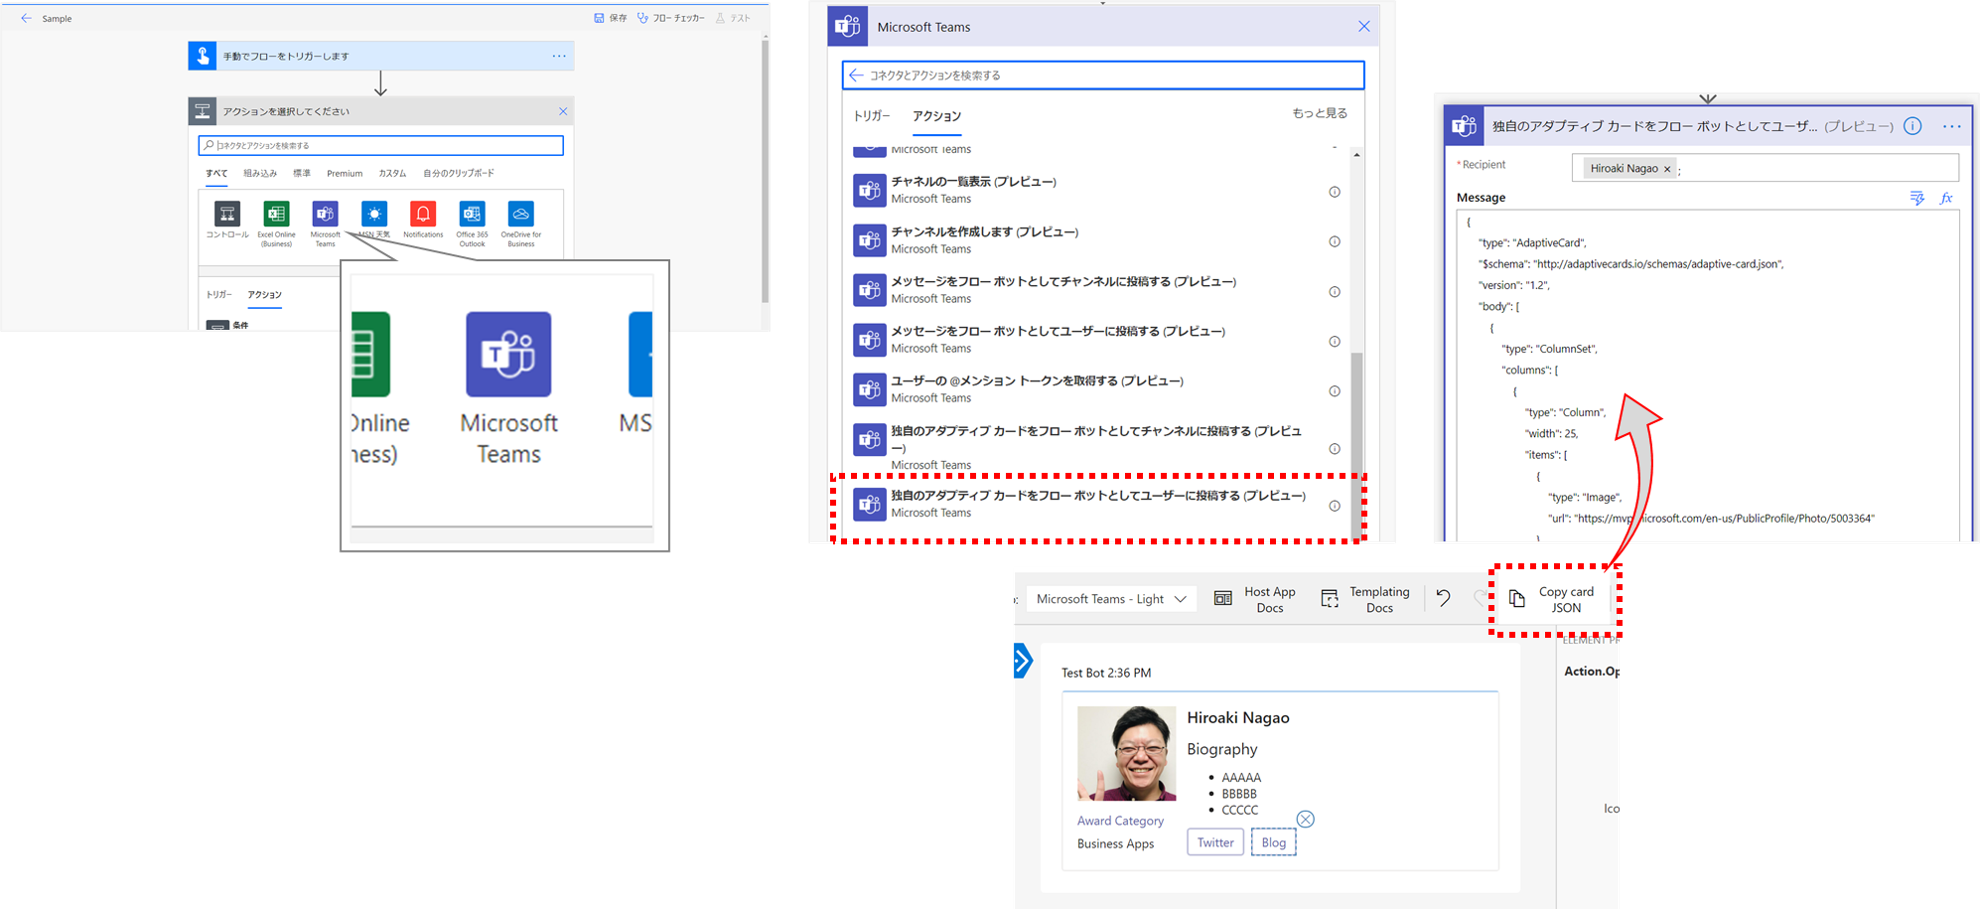 Sample
保存
フロー チェッカー
テスト
手動でフローをトリガーします
アクションを選択してください
コネクタとアクションを検索する
すべて
組み込み
標準
Premium
カスタム
自分のクリップボード
コントロール
Excel Online
(Business)
Microsoft
Teams
MSN 天気
Notifications
Office 365
Outlook
OneDrive for
Business
トリガー
アクション
条件
Online
ness)
Microsoft
Teams
MS
Microsoft Teams
コネクタとアクションを検索する
トリガー
アクション
もっと見る
Microsoft Teams
チャネルの一覧表示 (プレビュー)
Microsoft Teams
チャンネルを作成します (プレビュー)
Microsoft Teams
メッセージをフロー ボットとしてチャンネルに投稿する (プレビュー)
Microsoft Teams
メッセージをフロー ボットとしてユーザーに投稿する (プレビュー)
Microsoft Teams
ユーザーの @メンション トークンを取得する (プレビュー)
Microsoft Teams
独自のアダプティブ カードをフロー ボットとしてチャンネルに投稿する (プレビュ
ー)
Microsoft Teams
独自のアダプティブ カードをフロー ボットとしてユーザーに投稿する (プレビュー)
Microsoft Teams
独自のアダプティブ カードをフロー ボットとしてユーザ... (プレビュー)
* Recipient
Hiroaki Nagao × ;
Message
fx
{
"type": "AdaptiveCard",
"$schema": "http://adaptivecards.io/schemas/adaptive-card.json",
"version": "1.2",
"body": [
{
"type": "ColumnSet",
"columns": [
{
"type": "Column",
"width": 25,
"items": [
{
"type": "Image",
"url": "https://mvp.microsoft.com/en-us/PublicProfile/Photo/5003364"
}
Microsoft Teams - Light
Host App
Docs
Templating
Docs
Copy card
JSON
ELEMENT PR
Action.Op
Ico
Test Bot 2:36 PM
Hiroaki Nagao
Biography
• AAAAA
• BBBBB
• CCCCC
Award Category
Business Apps
Twitter
Blog